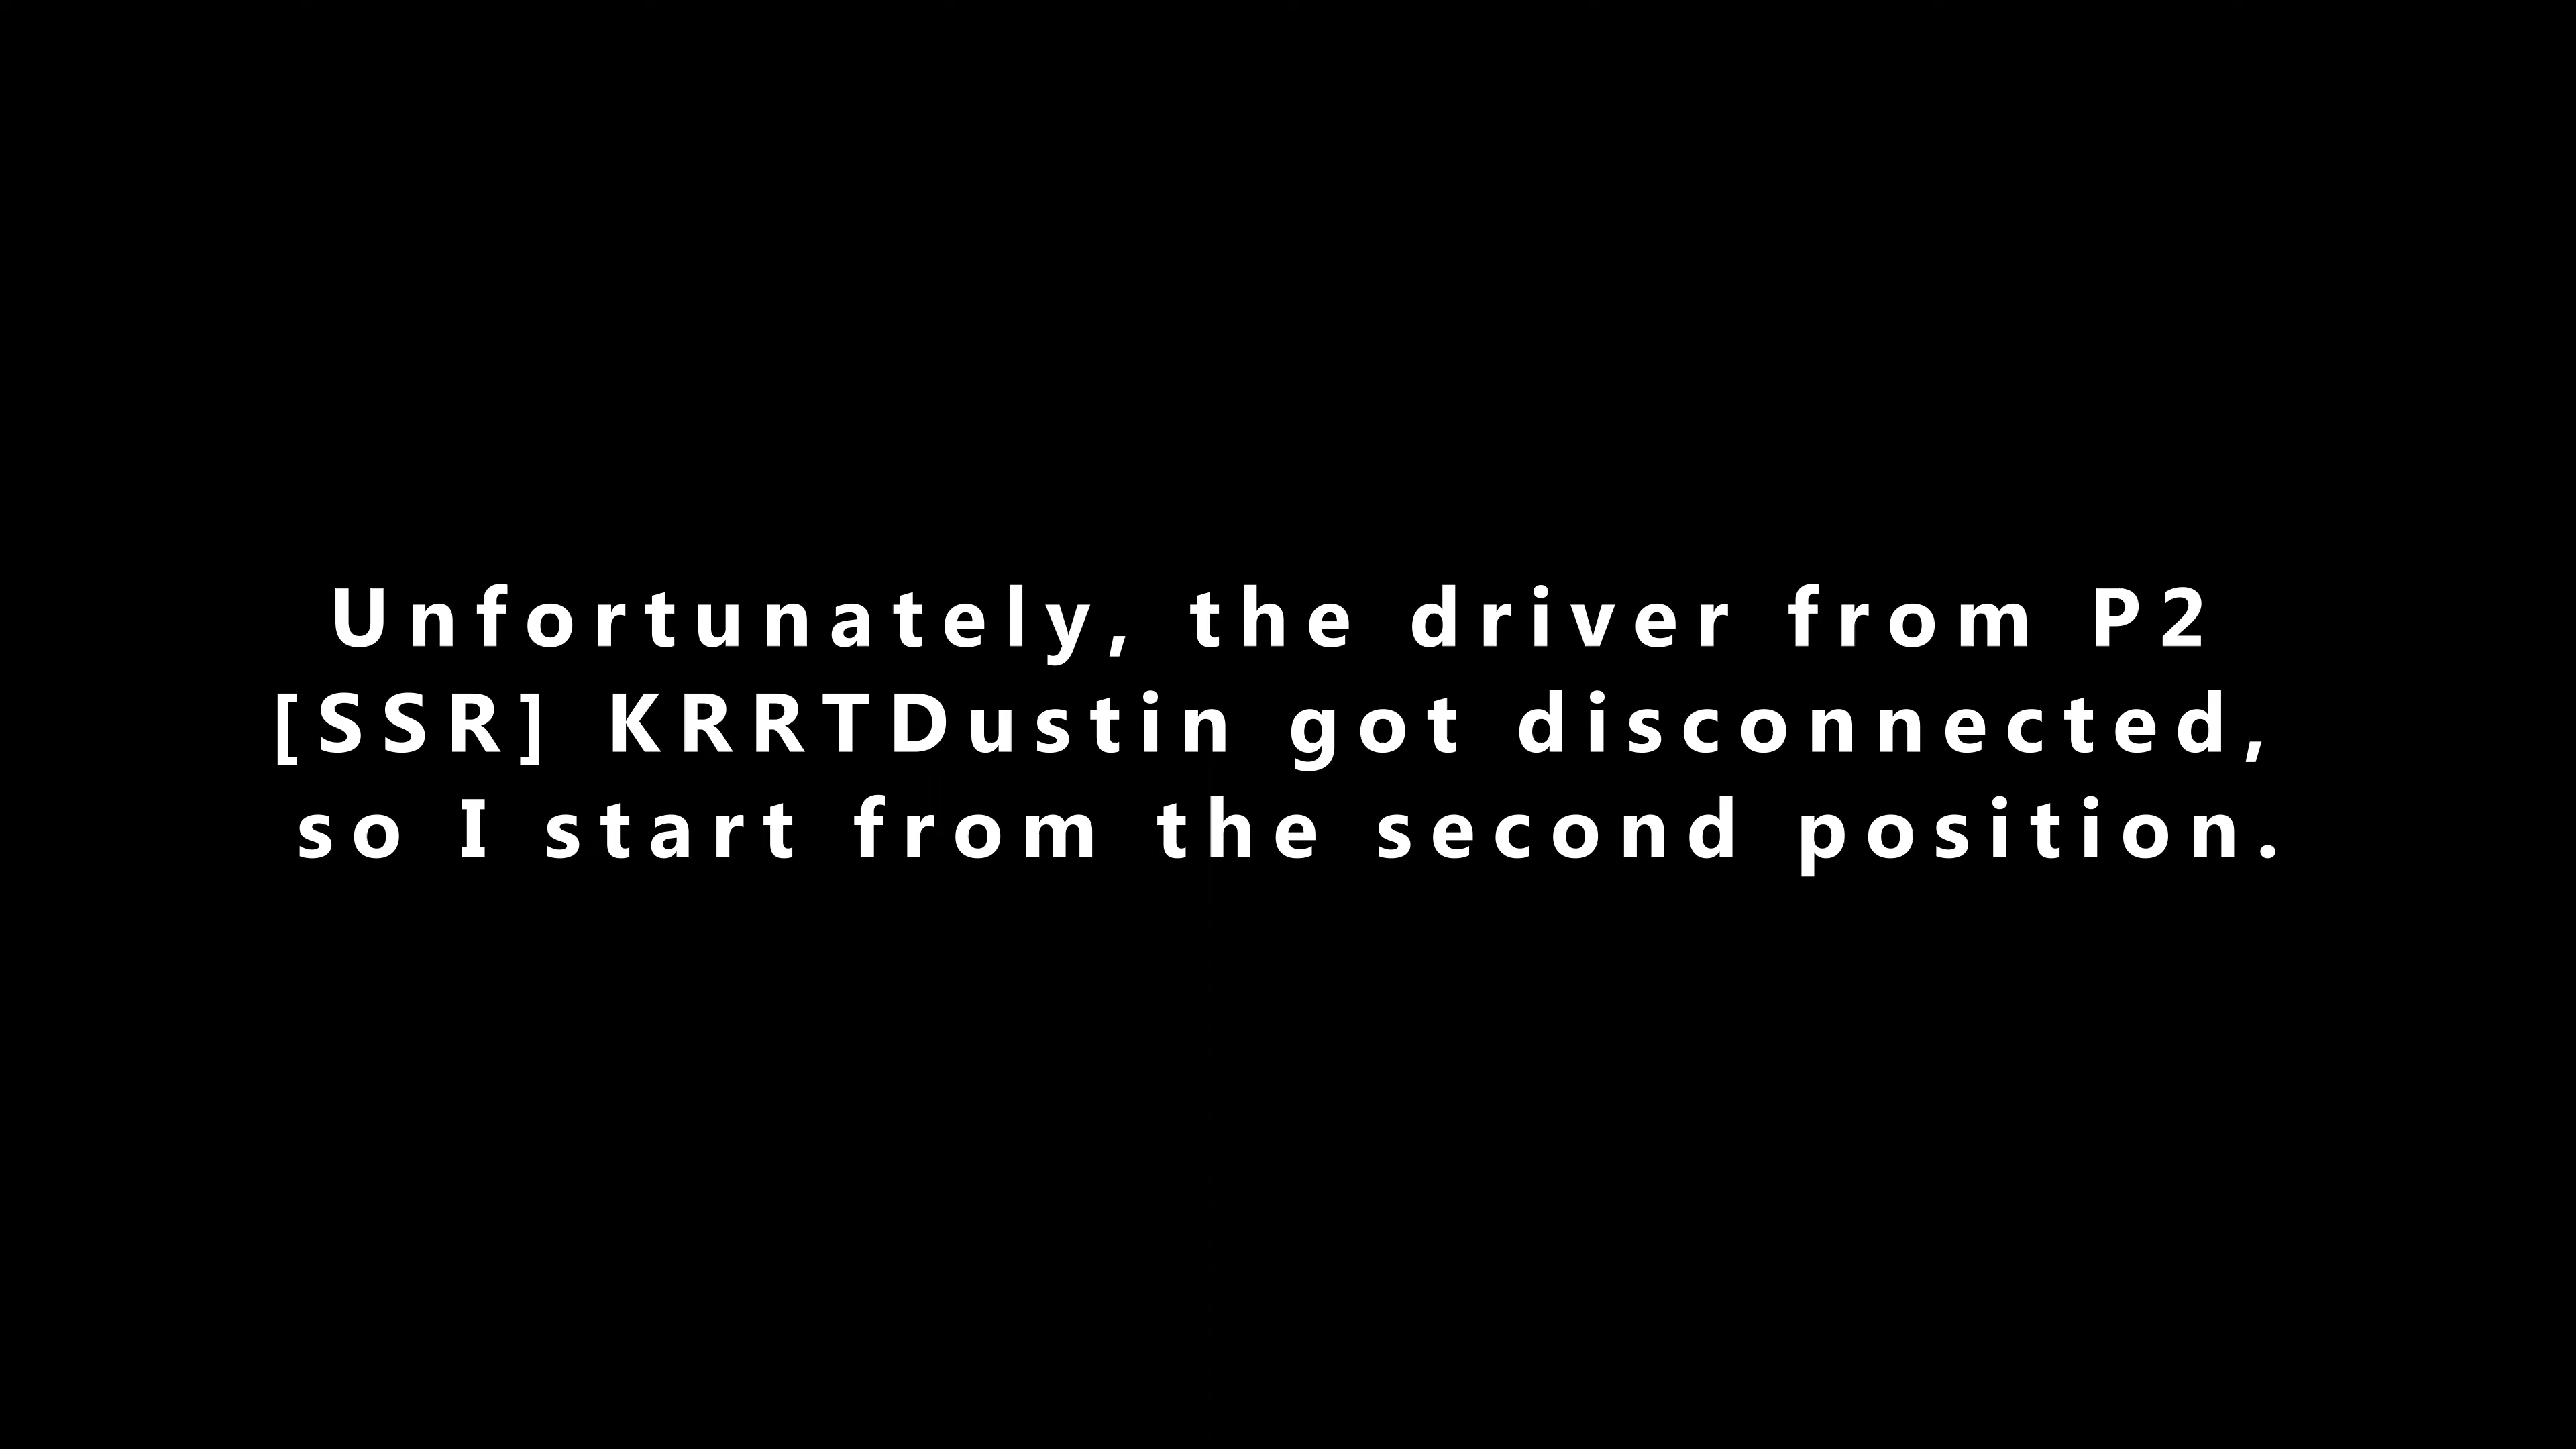 Unfortunately, the driver from P2
[SSR] KRRTDustin got disconnected,
so I start from the second position.